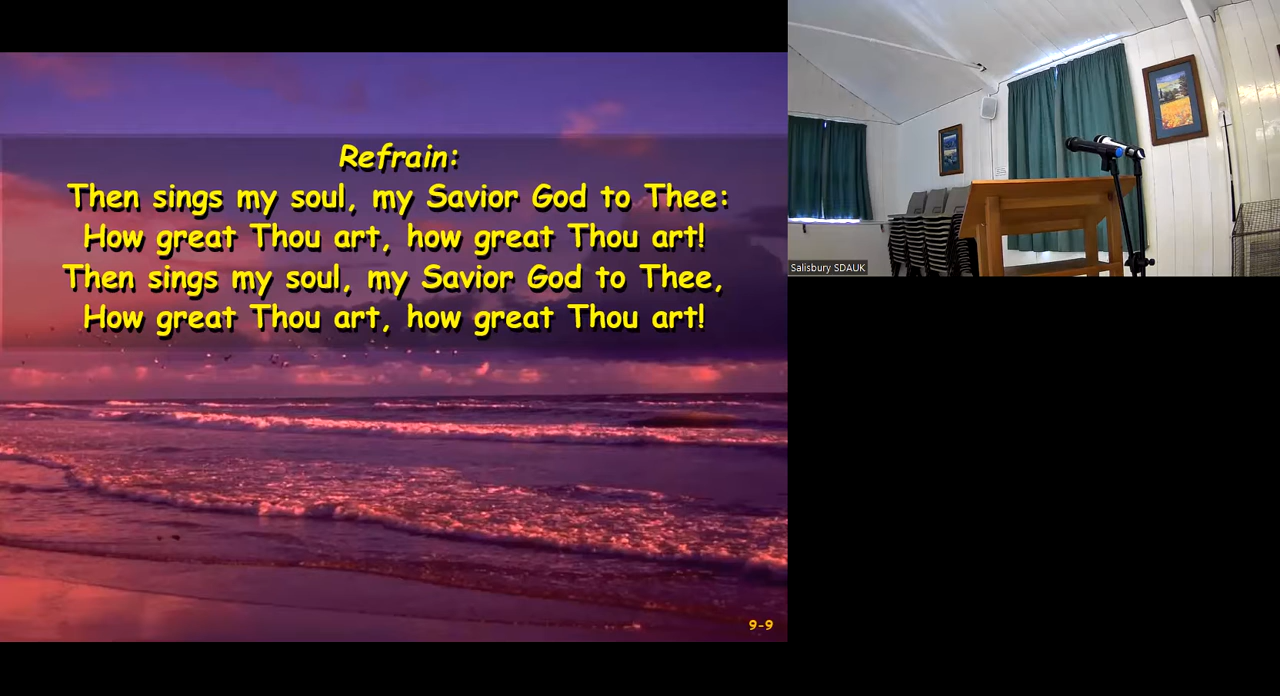 Refrain:
Then sings my soul, my Savior God to Thee:
How great Thou art, how great Thou art!
Then sings my soul, my Savior God to Thee,
How great Thou art, how great Thou art!
9-9
Salisbury SDAUK